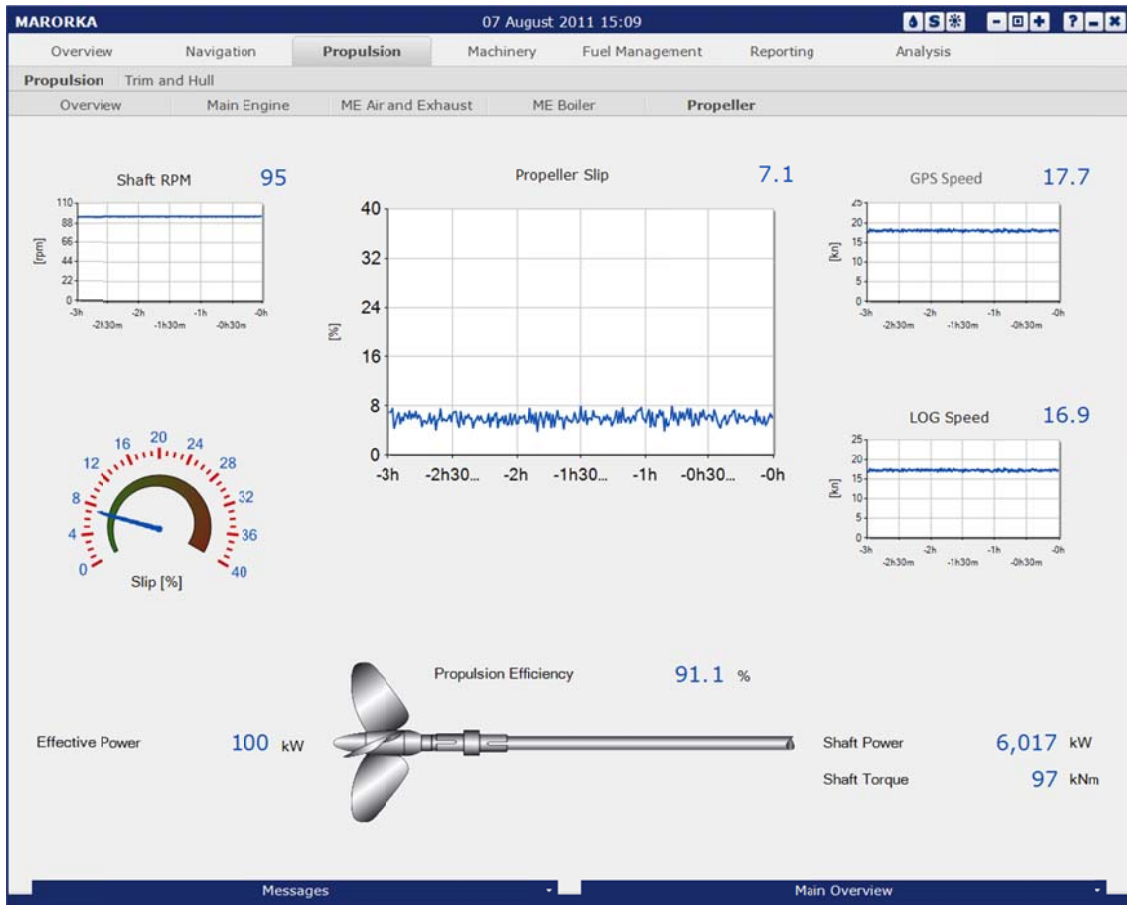 MARORKA 07 August 2011 15:09 S ?
Overview Navigation Propulsion Machinery Fuel Management Reporting Analysis
Propulsion Trim and Hull
Overview Main Engine ME Air and Exhaust ME Boiler Propeller
Shaft RPM 95
110
88
66
44
22
0
[rpm]
-3h -2h -1h -0h
-2h30m -1h30m -0h30m
Propeller Slip 7.1
40
32
24
16
8
0
[%]
-3h -2h30... -2h -1h30... -1h -0h30... -0h
GPS Speed 17.7
25
20
15
10
5
0
[kn]
-3h -2h -1h -0h
-2h30m -1h30m -0h30m
0 4 8 12 16 20 24 28 32 36 40
Slip [%]
LOG Speed 16.9
25
20
15
10
5
0
[kn]
-3h -2h -1h -0h
-2h30m -1h30m -0h30m
Propulsion Efficiency 91.1 %
Effective Power 100 kW
Shaft Power 6,017 kW
Shaft Torque 97 kNm
Messages Main Overview